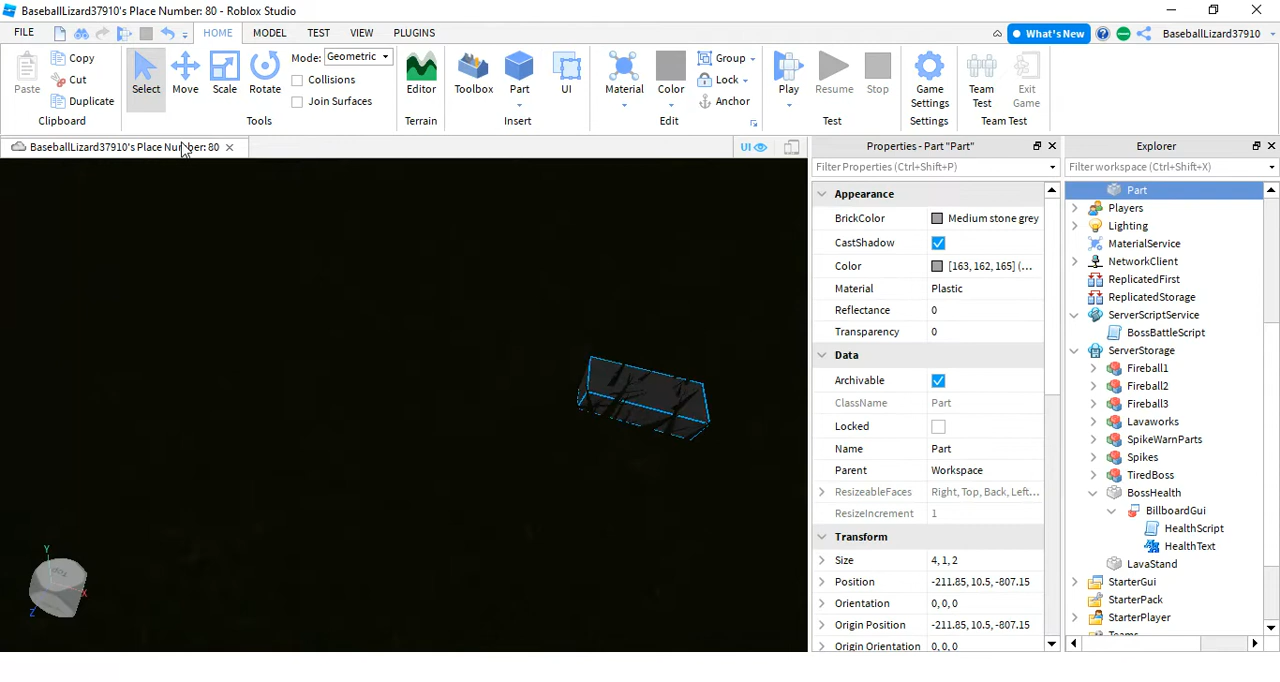 BaseballLizard37910's Place Number: 80 - Roblox Studio
FILE HOME MODEL TEST VIEW PLUGINS What's New BaseballLizard37910
Paste Copy Cut Duplicate Select Move Scale Rotate Mode: Geometric Collisions Join Surfaces Editor Toolbox Part UI Material Color Group Lock Anchor Play Resume Stop Game Settings Team Test Exit Game
Clipboard Tools Terrain Insert Edit Test Settings Team Test
BaseballLizard37910's Place Number: 80 UI
Properties - Part "Part"
Filter Properties (Ctrl+Shift+P)
Appearance
BrickColor Medium stone grey
CastShadow
Color [163, 162, 165] (...
Material Plastic
Reflectance 0
Transparency 0
Data
Archivable
ClassName Part
Locked
Name Part
Parent Workspace
ResizeableFaces Right, Top, Back, Left...
ResizeIncrement 1
Transform
Size 4, 1, 2
Position -211.85, 10.5, -807.15
Orientation 0, 0, 0
Origin Position -211.85, 10.5, -807.15
Origin Orientation 0, 0, 0
Explorer
Filter workspace (Ctrl+Shift+X)
Part
Players
Lighting
MaterialService
NetworkClient
ReplicatedFirst
ReplicatedStorage
ServerScriptService
BossBattleScript
ServerStorage
Fireball1
Fireball2
Fireball3
Lavaworks
SpikeWarnParts
Spikes
TiredBoss
BossHealth
BillboardGui
HealthScript
HealthText
LavaStand
StarterGui
StarterPack
StarterPlayer
Teams
Y
X
Z